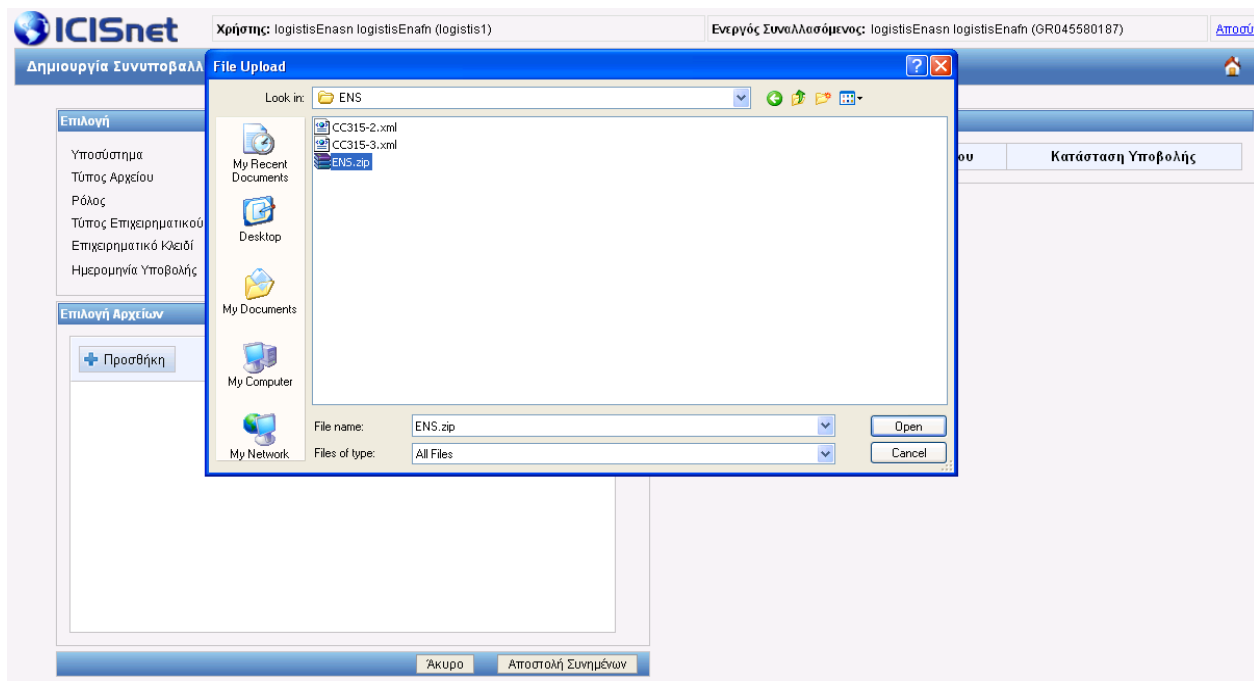 ICISnet
Χρήστης: logistisEnasn logistisEnafn (logistis1)
Ενεργός Συναλλασόμενος: logistisEnasn logistisEnafn (GR045580187)
Αποσύ
Δημιουργία Συνυποβαλλ
File Upload
Look in:
ENS
Επιλογή
Υποσύστημα
Τύπος Αρχείου
Ρόλος
Τύπος Επιχειρηματικού
Επιχειρηματικό Κλειδί
Ημερομηνία Υποβολής
My Recent
Documents
Desktop
My Documents
My Computer
My Network
CC315-2.xml
CC315-3.xml
ENS.zip
ου
Κατάσταση Υποβολής
Επιλογή Αρχείων
Προσθήκη
File name:
ENS.zip
Open
Files of type:
All Files
Cancel
Άκυρο
Αποστολή Συνημένων